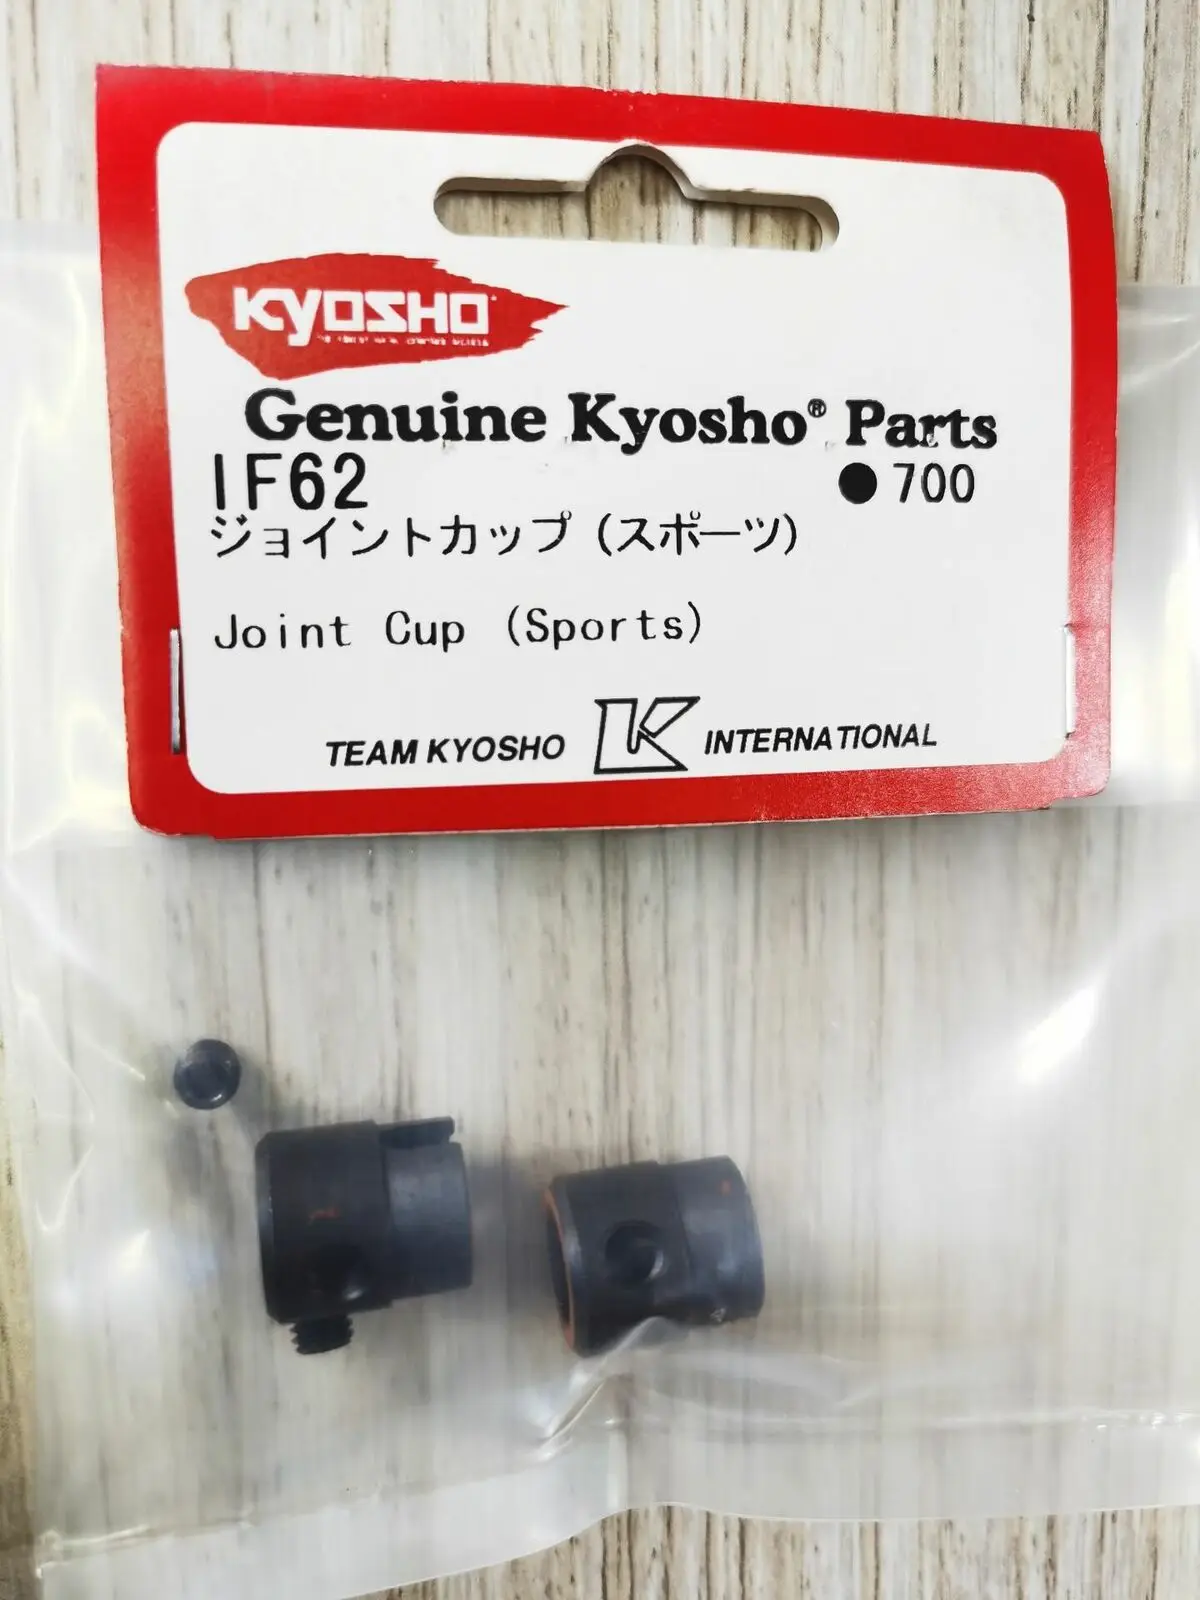 KYOSHO
Genuine Kyosho® Parts
IF62 ●700
ジョイントカップ (スポーツ)
Joint Cup (Sports)
TEAM KYOSHO K INTERNATIONAL